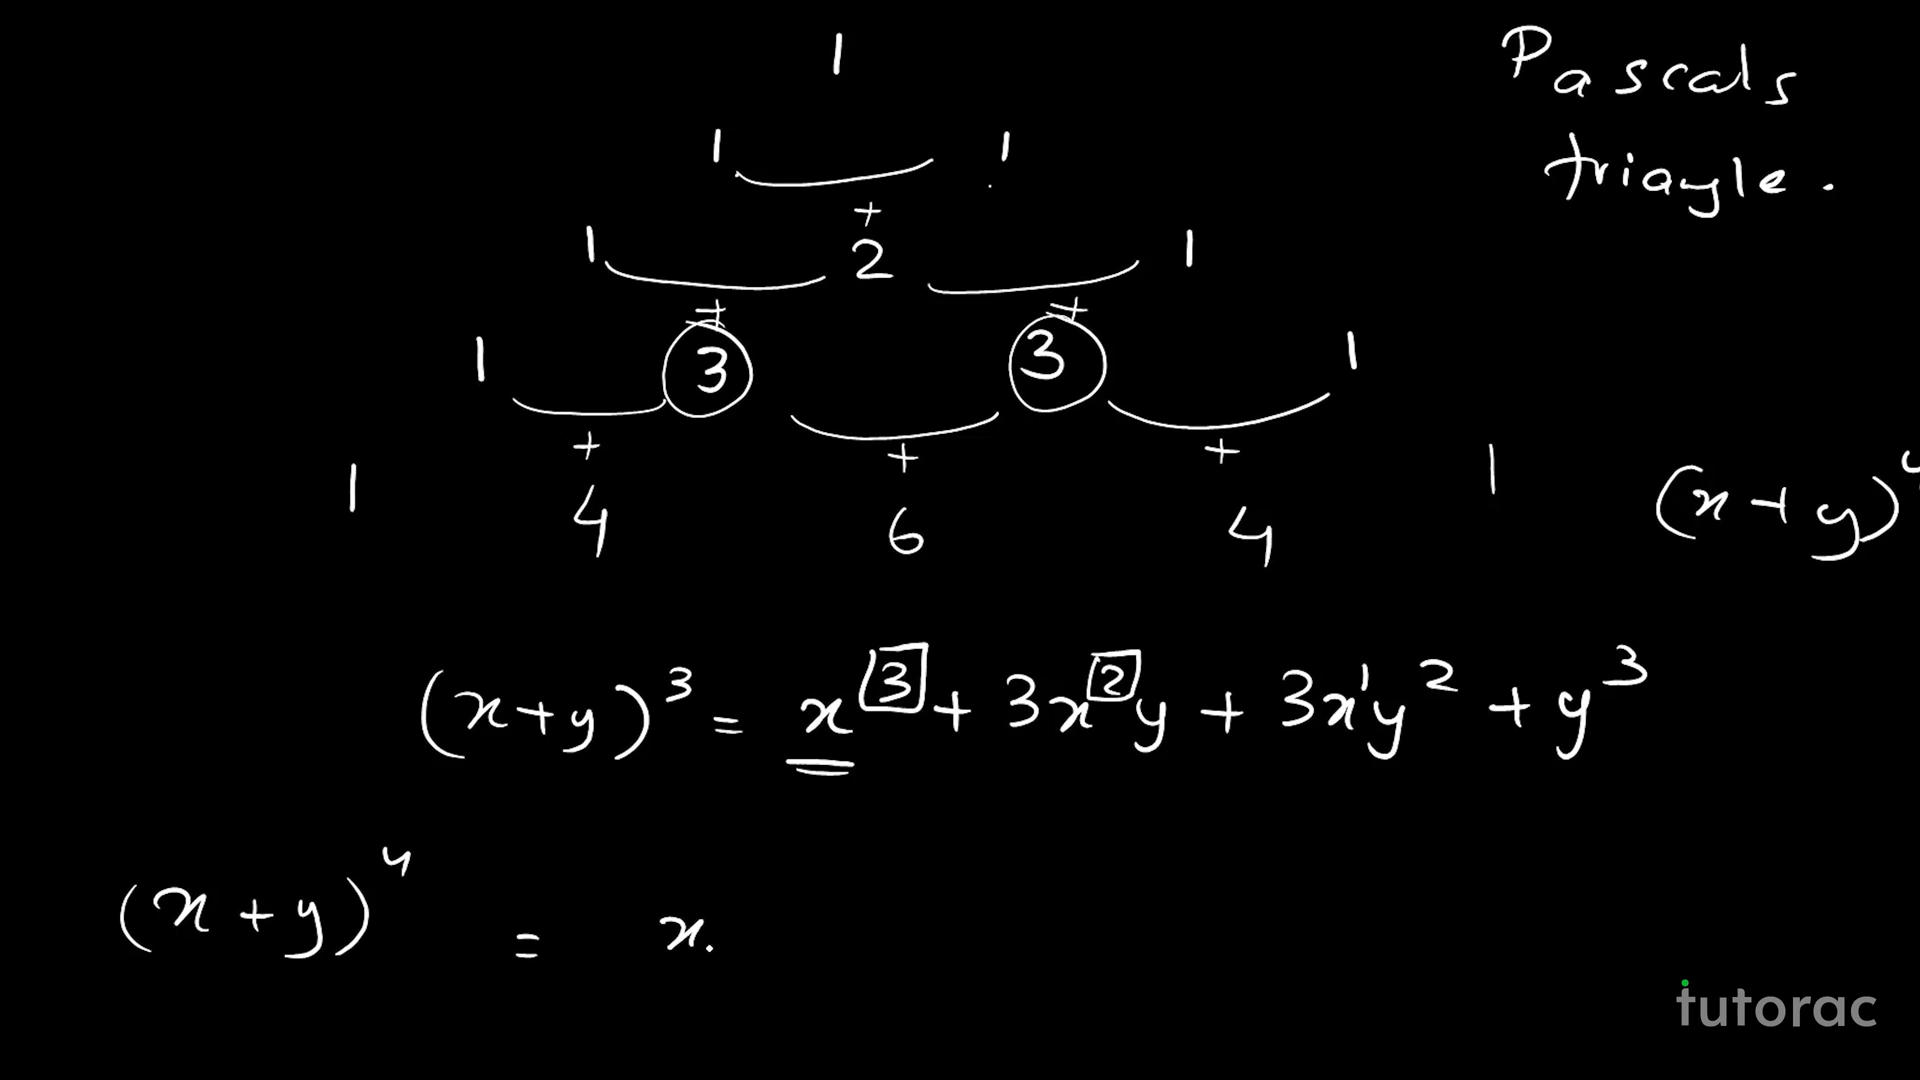 1
Pascals
triangle.
1 1
+
1 2 1
+ +
1 3 3 1
+ + +
1 4 6 4 1 (x+y)⁴
(x+y)³ = x³ + 3x²y + 3x¹y² + y³
(x+y)⁴ = x.
tutorac